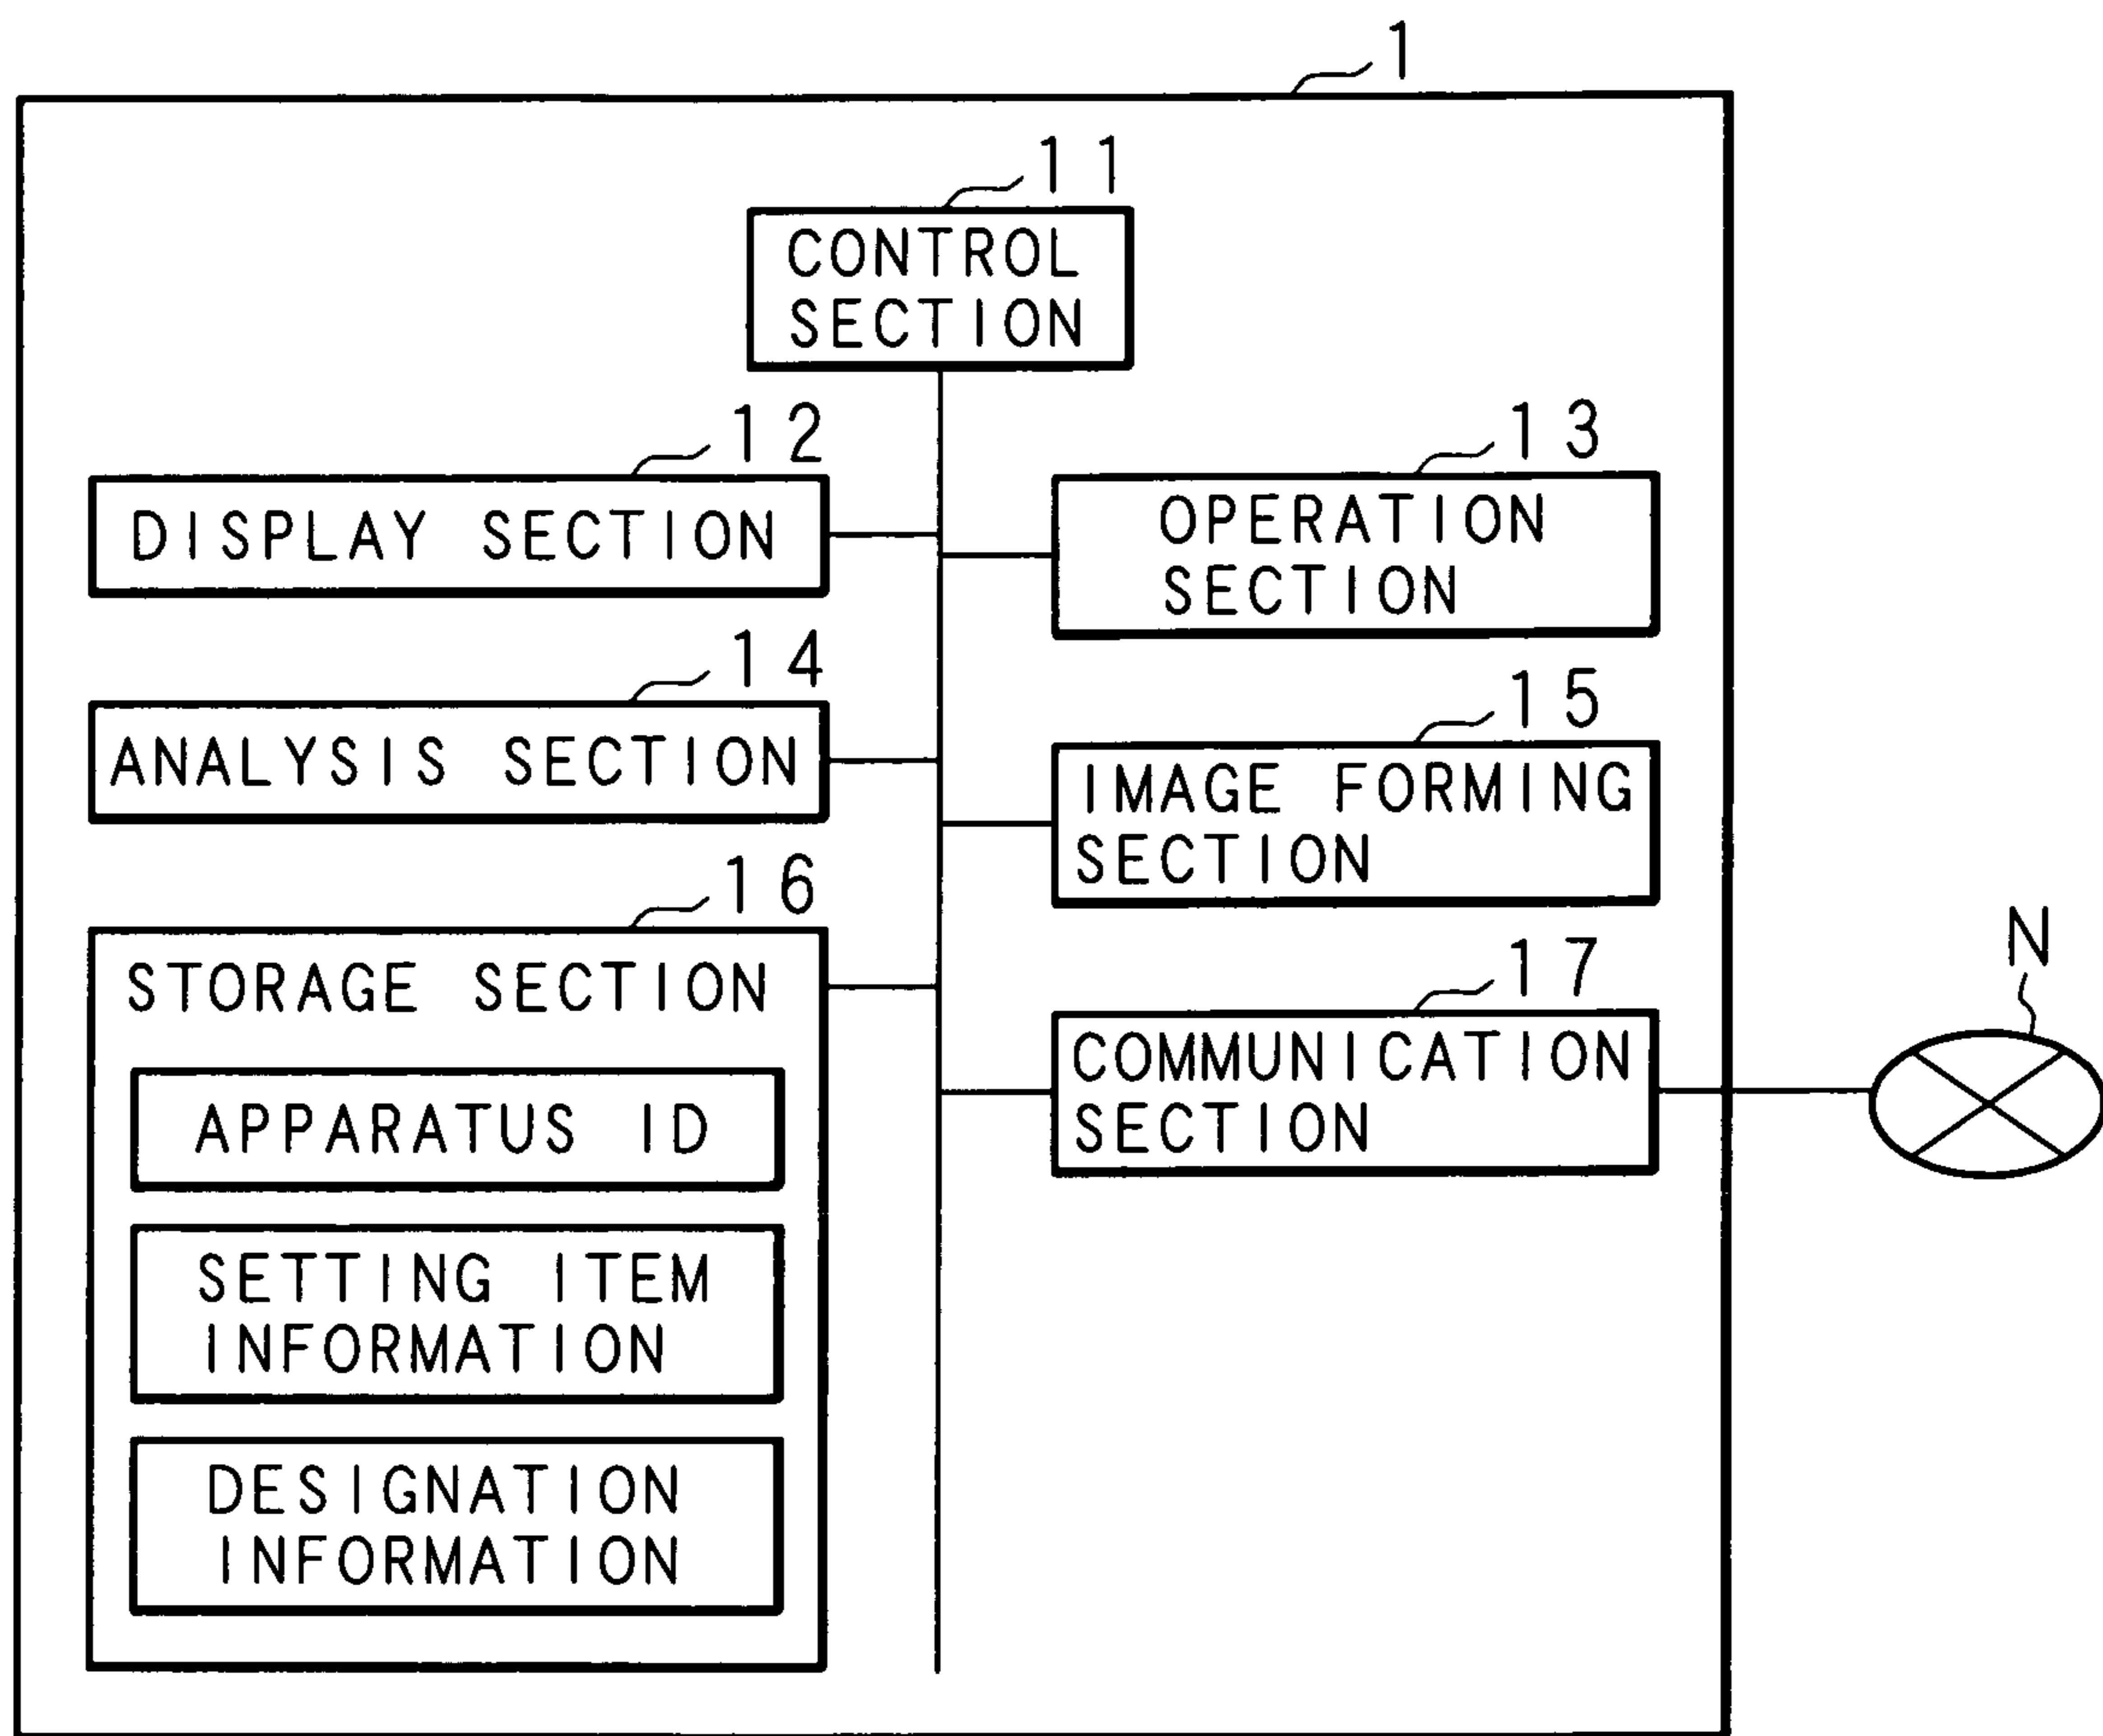 1
11
CONTROL
SECTION
12
DISPLAY SECTION
13
OPERATION
SECTION
14
ANALYSIS SECTION
15
IMAGE FORMING
SECTION
16
STORAGE SECTION
APPARATUS ID
SETTING ITEM
INFORMATION
DESIGNATION
INFORMATION
17
COMMUNICATION
SECTION
N